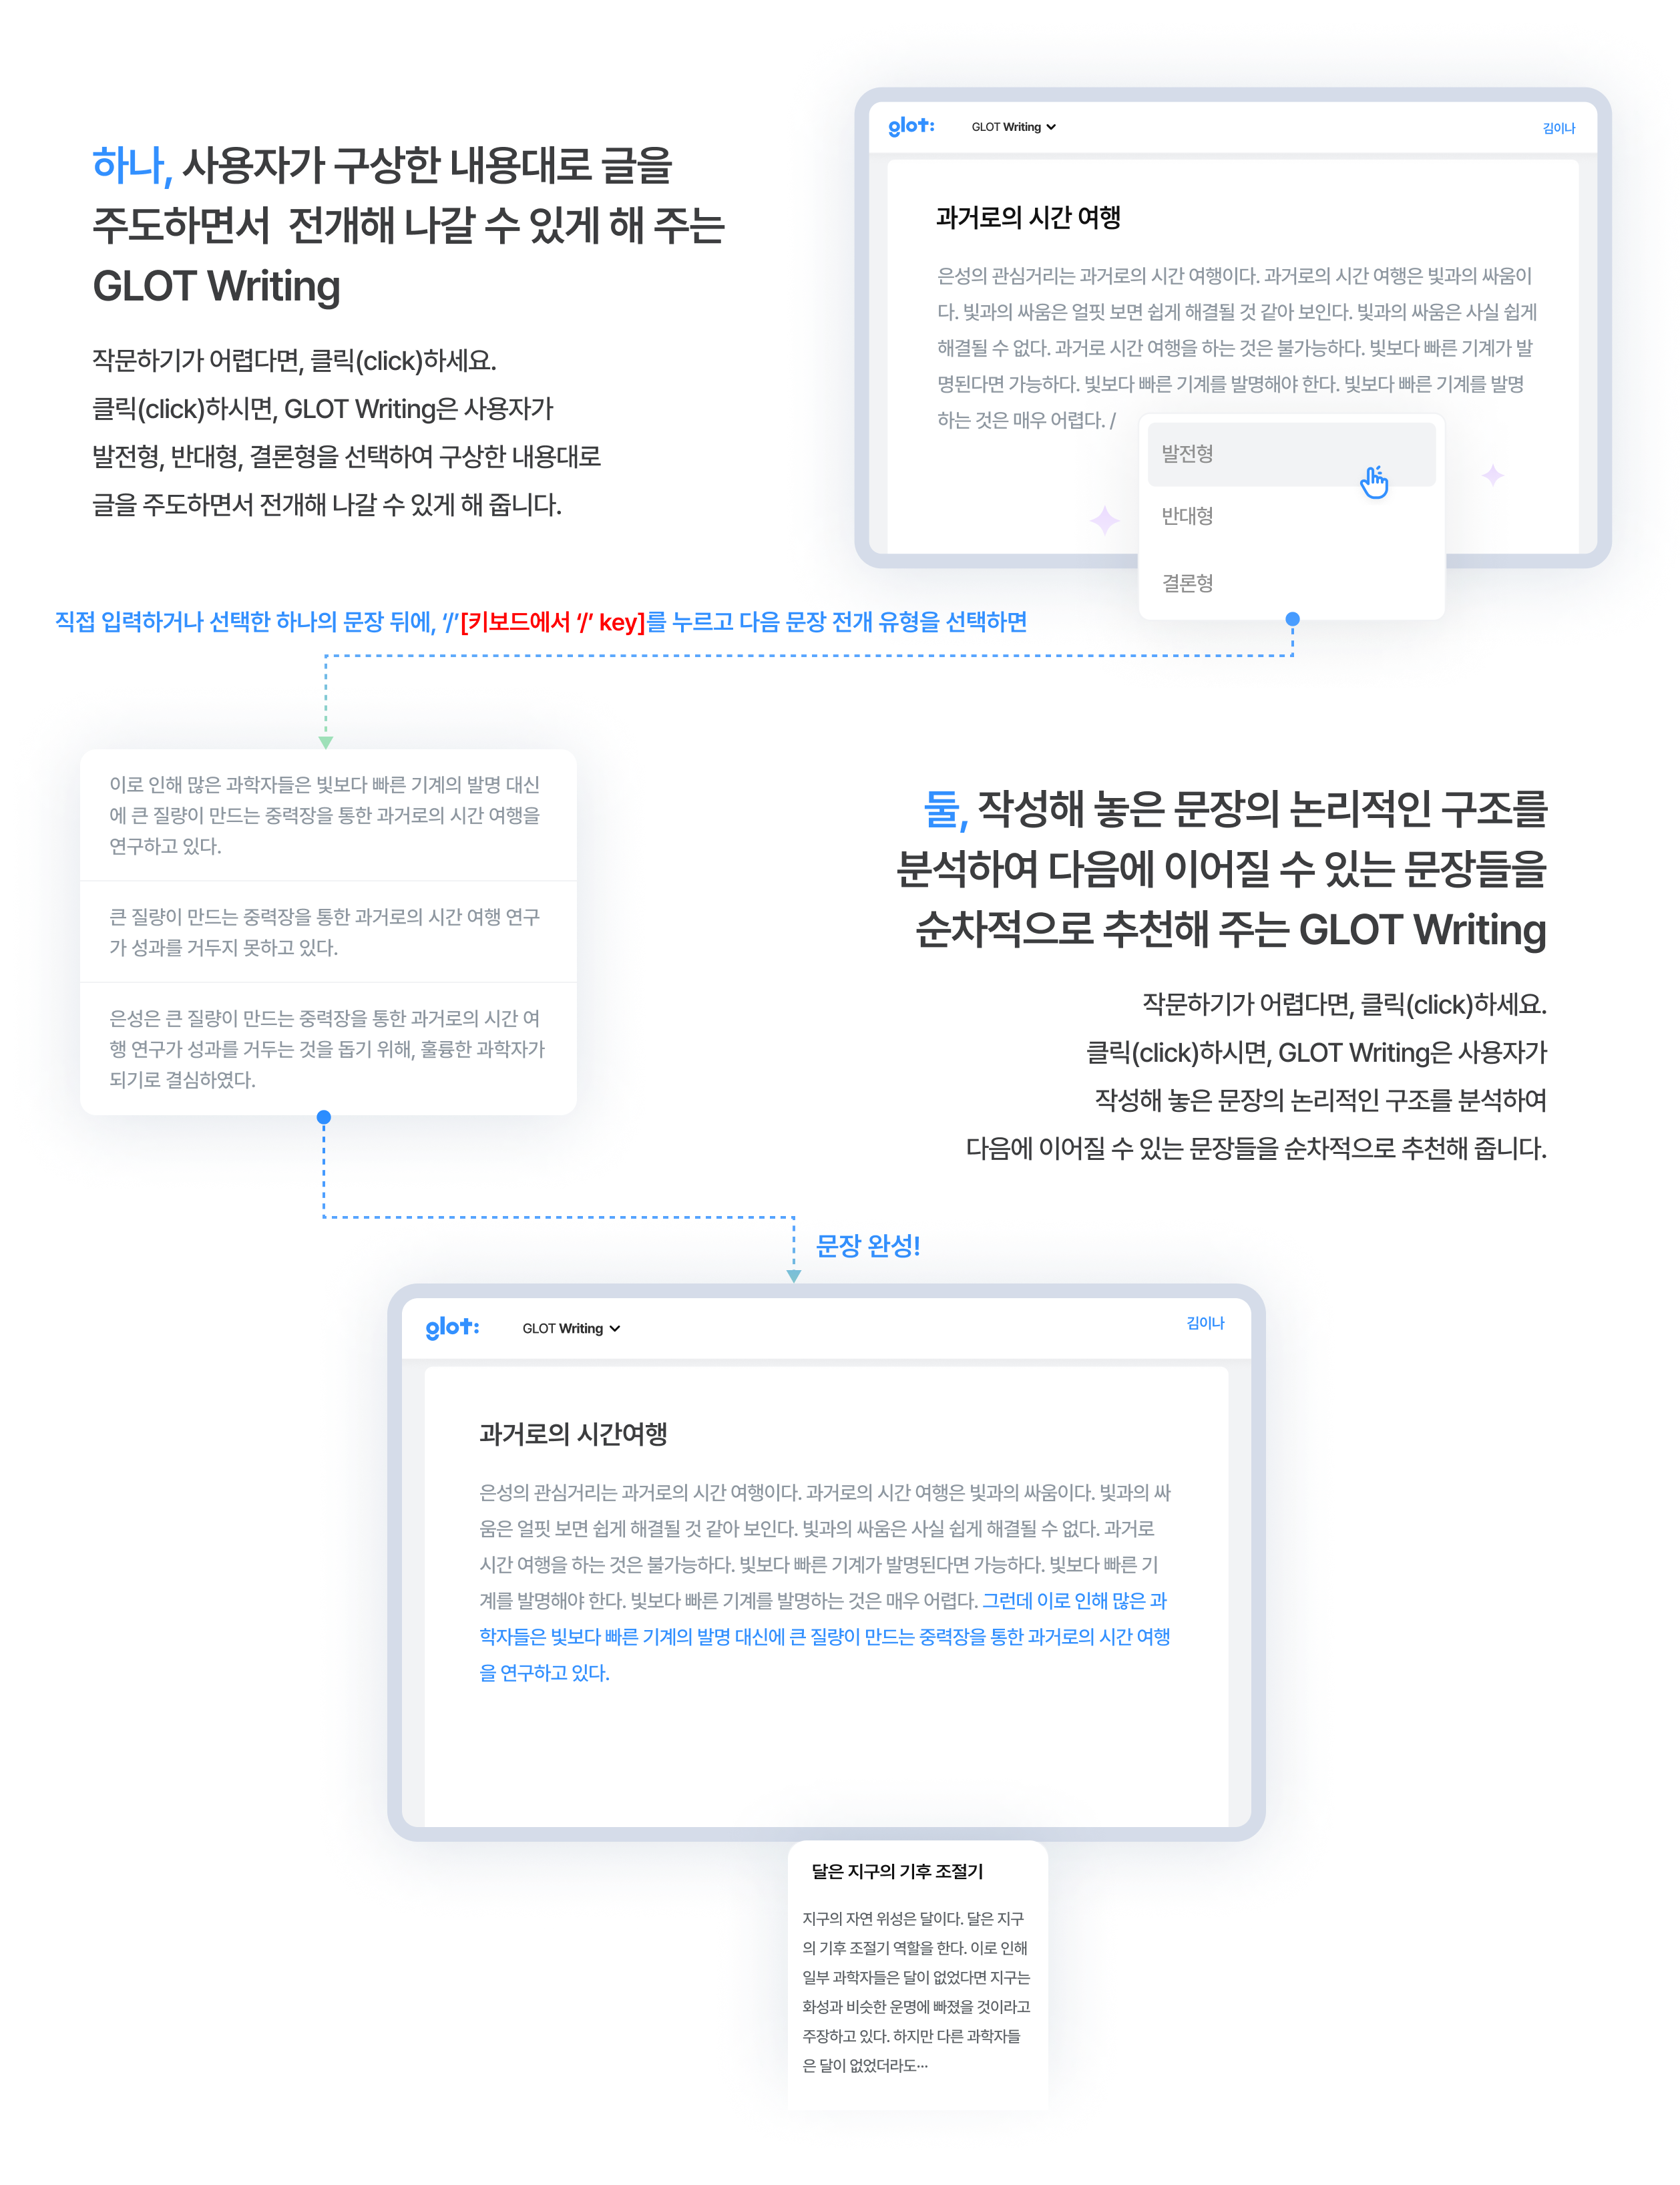 하나, 사용자가 구상한 내용대로 글을
주도하면서 전개해 나갈 수 있게 해 주는
GLOT Writing
작문하기가 어렵다면, 클릭(click)하세요.
클릭(click)하시면, GLOT Writing은 사용자가
발전형, 반대형, 결론형을 선택하여 구상한 내용대로
글을 주도하면서 전개해 나갈 수 있게 해 줍니다.
glot:
GLOT Writing
김이나
과거로의 시간 여행
은성의 관심거리는 과거로의 시간 여행이다. 과거로의 시간 여행은 빛과의 싸움이
다. 빛과의 싸움은 얼핏 보면 쉽게 해결될 것 같아 보인다. 빛과의 싸움은 사실 쉽게
해결될 수 없다. 과거로 시간 여행을 하는 것은 불가능하다. 빛보다 빠른 기계가 발
명된다면 가능하다. 빛보다 빠른 기계를 발명해야 한다. 빛보다 빠른 기계를 발명
하는 것은 매우 어렵다. /
발전형
반대형
결론형
직접 입력하거나 선택한 하나의 문장 뒤에, ‘/’[키보드에서 ‘/’ key]를 누르고 다음 문장 전개 유형을 선택하면
이로 인해 많은 과학자들은 빛보다 빠른 기계의 발명 대신
에 큰 질량이 만드는 중력장을 통한 과거로의 시간 여행을
연구하고 있다.
큰 질량이 만드는 중력장을 통한 과거로의 시간 여행 연구
가 성과를 거두지 못하고 있다.
은성은 큰 질량이 만드는 중력장을 통한 과거로의 시간 여
행 연구가 성과를 거두는 것을 돕기 위해, 훌륭한 과학자가
되기로 결심하였다.
둘, 작성해 놓은 문장의 논리적인 구조를
분석하여 다음에 이어질 수 있는 문장들을
순차적으로 추천해 주는 GLOT Writing
작문하기가 어렵다면, 클릭(click)하세요.
클릭(click)하시면, GLOT Writing은 사용자가
작성해 놓은 문장의 논리적인 구조를 분석하여
다음에 이어질 수 있는 문장들을 순차적으로 추천해 줍니다.
문장 완성!
glot:
GLOT Writing
김이나
과거로의 시간여행
은성의 관심거리는 과거로의 시간 여행이다. 과거로의 시간 여행은 빛과의 싸움이다. 빛과의 싸
움은 얼핏 보면 쉽게 해결될 것 같아 보인다. 빛과의 싸움은 사실 쉽게 해결될 수 없다. 과거로
시간 여행을 하는 것은 불가능하다. 빛보다 빠른 기계가 발명된다면 가능하다. 빛보다 빠른 기
계를 발명해야 한다. 빛보다 빠른 기계를 발명하는 것은 매우 어렵다. 그런데 이로 인해 많은 과
학자들은 빛보다 빠른 기계의 발명 대신에 큰 질량이 만드는 중력장을 통한 과거로의 시간 여행
을 연구하고 있다.
달은 지구의 기후 조절기
지구의 자연 위성은 달이다. 달은 지구
의 기후 조절기 역할을 한다. 이로 인해
일부 과학자들은 달이 없었다면 지구는
화성과 비슷한 운명에 빠졌을 것이라고
주장하고 있다. 하지만 다른 과학자들
은 달이 없었더라도…